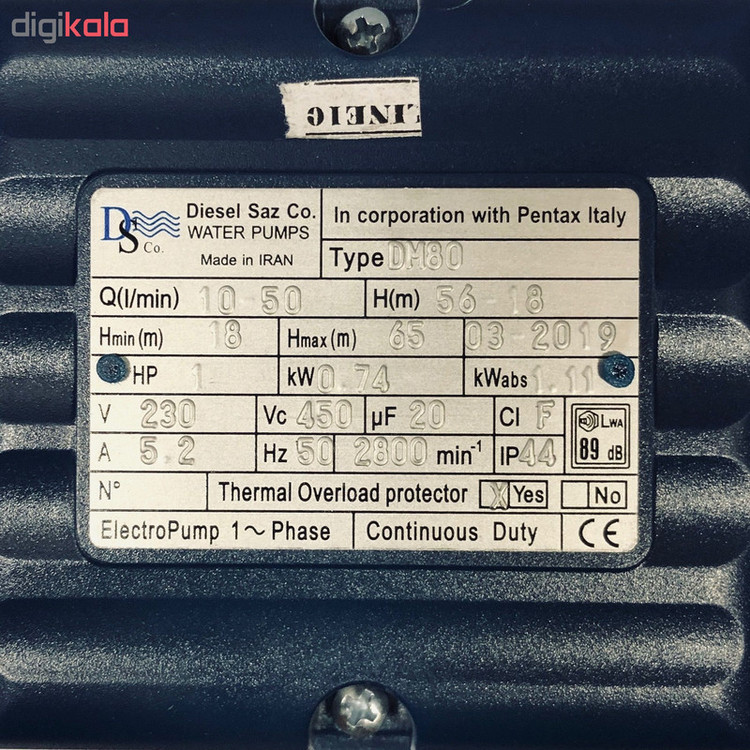 digikala
LINE10
DS Co.
Diesel Saz Co.
WATER PUMPS
Made in IRAN
In corporation with Pentax Italy
Type DM80
Q(l/min) 10-50 H(m) 56-18
Hmin(m) 18 Hmax(m) 65 03-2019
HP 1 kW 0.74 kWabs 1.11
V 230 Vc 450 µF 20 Cl F
LWA
89 dB
A 5.2 Hz 50 2800 min-1 IP44
N° Thermal Overload protector X Yes No
ElectroPump 1~ Phase Continuous Duty CE